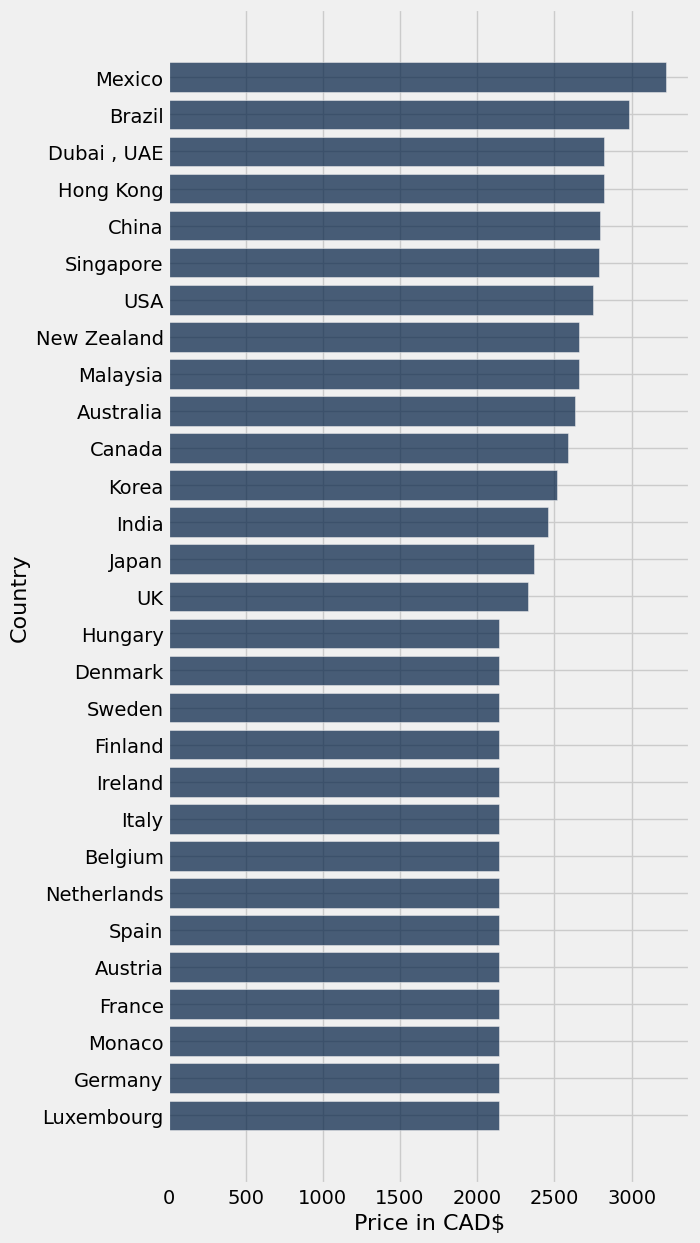 Mexico
Brazil
Dubai , UAE
Hong Kong
China
Singapore
USA
New Zealand
Malaysia
Australia
Canada
Korea
India
Japan
UK
Hungary
Denmark
Sweden
Finland
Ireland
Italy
Belgium
Netherlands
Spain
Austria
France
Monaco
Germany
Luxembourg
Country
0 500 1000 1500 2000 2500 3000
Price in CAD$